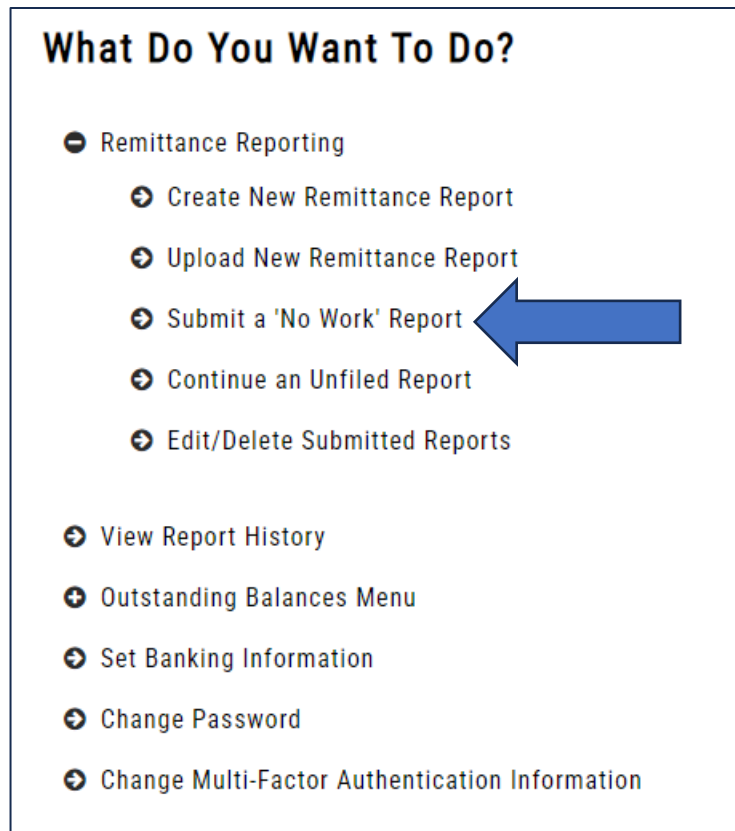 What Do You Want To Do?
Remittance Reporting
Create New Remittance Report
Upload New Remittance Report
Submit a 'No Work' Report
Continue an Unfiled Report
Edit/Delete Submitted Reports
View Report History
Outstanding Balances Menu
Set Banking Information
Change Password
Change Multi-Factor Authentication Information